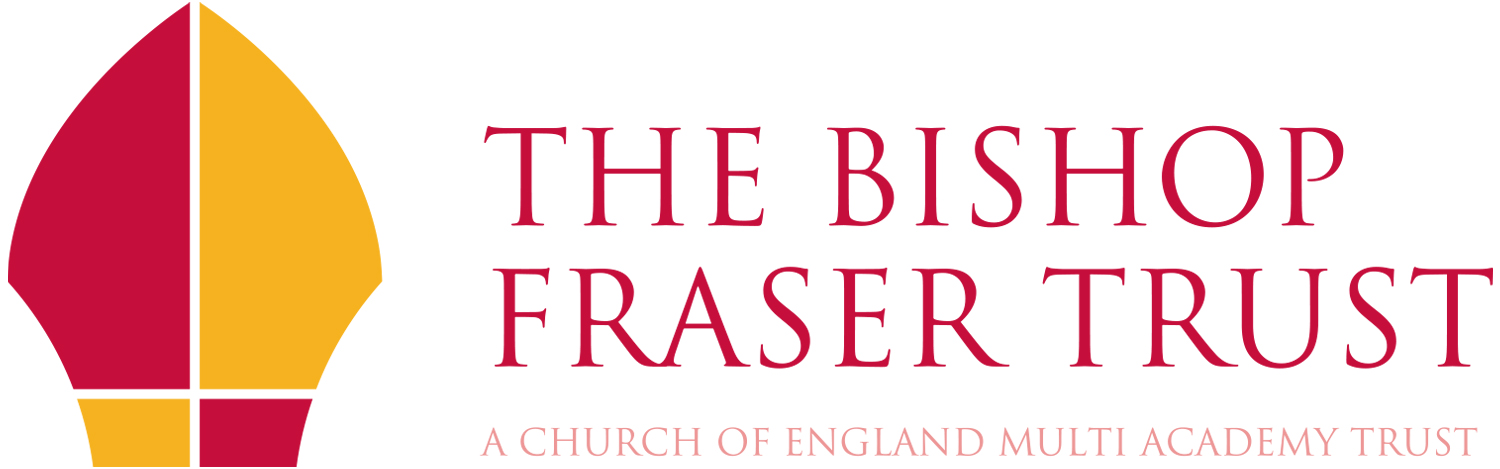 THE BISHOP
FRASER TRUST
A CHURCH OF ENGLAND MULTI ACADEMY TRUST